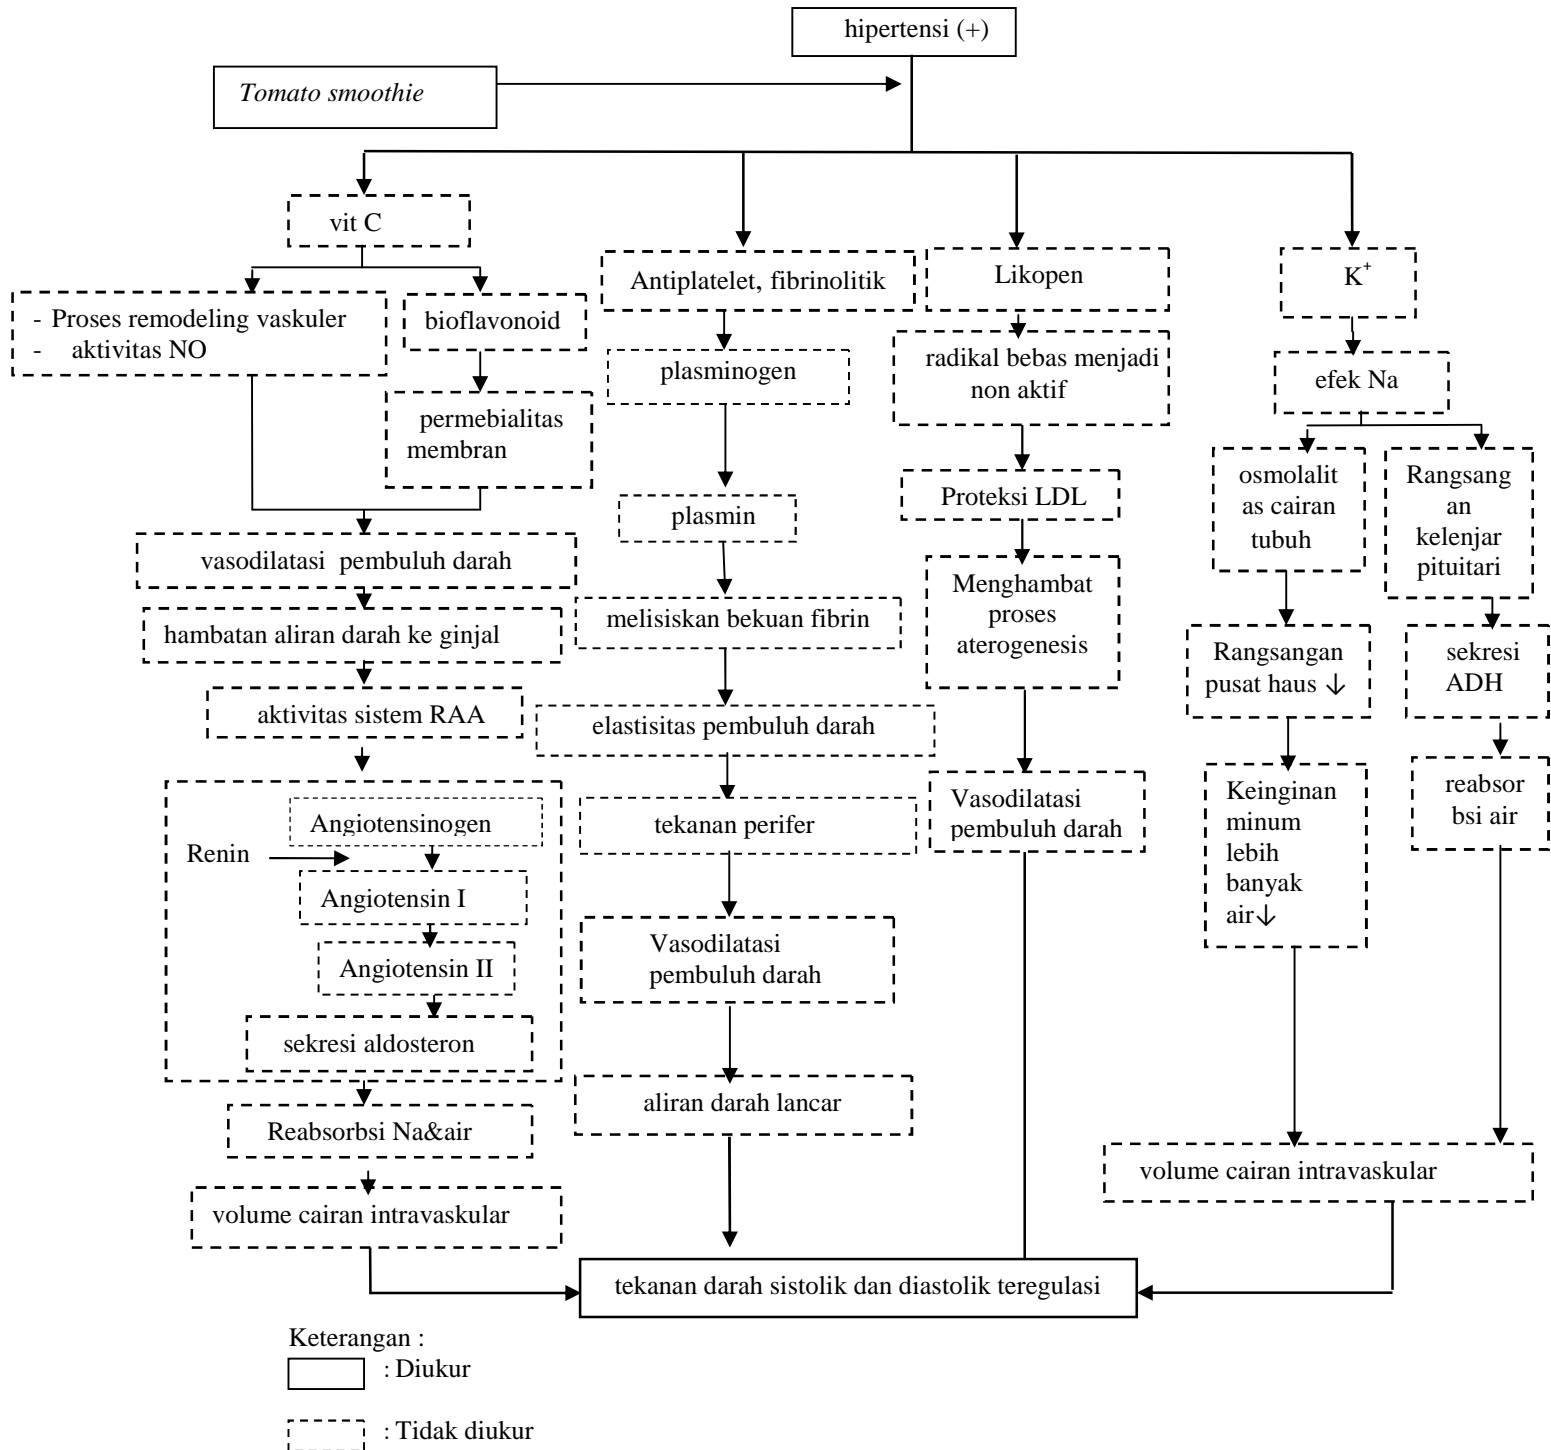 hipertensi (+)
Tomato smoothie
vit C
Antiplatelet, fibrinolitik
Likopen
K+
- Proses remodeling vaskuler
- aktivitas NO
bioflavonoid
plasminogen
radikal bebas menjadi
non aktif
efek Na
permebialitas
membran
plasmin
Proteksi LDL
osmolalit
as cairan
tubuh
Rangsang
an
kelenjar
pituitari
vasodilatasi pembuluh darah
melisiskan bekuan fibrin
Menghambat
proses
aterogenesis
hambatan aliran darah ke ginjal
Rangsangan
pusat haus ↓
sekresi
ADH
aktivitas sistem RAA
elastisitas pembuluh darah
Angiotensinogen
Renin
Angiotensin I
Angiotensin II
sekresi aldosteron
tekanan perifer
Vasodilatasi
pembuluh darah
Keinginan
minum
lebih
banyak
air↓
reabsor
bsi air
Vasodilatasi
pembuluh darah
aliran darah lancar
Reabsorbsi Na&air
volume cairan intravaskular
volume cairan intravaskular
tekanan darah sistolik dan diastolik teregulasi
Keterangan :
: Diukur
: Tidak diukur